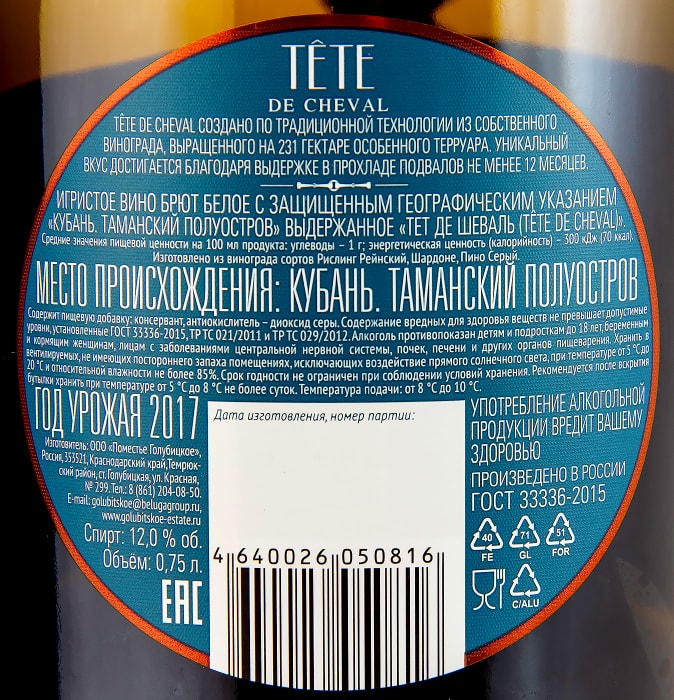 TÊTE
DE CHEVAL
TÊTE DE CHEVAL СОЗДАНО ПО ТРАДИЦИОННОЙ ТЕХНОЛОГИИ ИЗ СОБСТВЕННОГО
ВИНОГРАДА, ВЫРАЩЕННОГО НА 231 ГЕКТАРЕ ОСОБЕННОГО ТЕРРУАРА. УНИКАЛЬНЫЙ
ВКУС ДОСТИГАЕТСЯ БЛАГОДАРЯ ВЫДЕРЖКЕ В ПРОХЛАДЕ ПОДВАЛОВ НЕ МЕНЕЕ 12 МЕСЯЦЕВ.
1
ИГРИСТОЕ ВИНО БРЮТ БЕЛОЕ С ЗАЩИЩЕННЫМ ГЕОГРАФИЧЕСКИМ УКАЗАНИЕМ
«КУБАНЬ. ТАМАНСКИЙ ПОЛУОСТРОВ» ВЫДЕРЖАННОЕ «ТЕТ ДЕ ШЕВАЛЬ (TÊTE DE CHEVAL)».
Средние значения пищевой ценности на 100 мл продукта: углеводы – 1 г; энергетическая ценность (калорийность) – 300 кДж (70 ккал).
Изготовлено из винограда сортов Рислинг Рейнский, Шардоне, Пино Серый.
МЕСТО ПРОИСХОЖДЕНИЯ: КУБАНЬ. ТАМАНСКИЙ ПОЛУОСТРОВ
Содержит пищевую добавку: консервант, антиокислитель – диоксид серы. Содержание вредных для здоровья веществ не превышает допустимые
уровни, установленные ГОСТ 33336-2015, ТР ТС 021/2011 и ТР ТС 029/2012. Алкоголь противопоказан детям и подросткам до 18 лет, беременным
и кормящим женщинам, лицам с заболеваниями центральной нервной системы, почек, печени и других органов пищеварения. Хранить в
вентилируемых, не имеющих постороннего запаха помещениях, исключающих воздействие прямого солнечного света, при температуре от 5 °С до
20 °С и относительной влажности не более 85%. Срок годности не ограничен при соблюдении условий хранения. Рекомендуется после вскрытия
бутылки хранить при температуре от 5 °С до 8 °С не более суток. Температура подачи: от 8 °С до 10 °С.
ГОД УРОЖАЯ 2017
Изготовитель: ООО «Поместье Голубицкое»,
Россия, 353521, Краснодарский край, Темрюк-
ский район, ст. Голубицкая, ул. Красная,
№ 299. Тел.: 8 (861) 204-08-50.
E-mail: golubitskoe@belugagroup.ru,
www.golubitskoe-estate.ru
Спирт: 12,0 % об.
Объём: 0,75 л.
EAC
Дата изготовления, номер партии:
4 640026 050816
УПОТРЕБЛЕНИЕ АЛКОГОЛЬНОЙ
ПРОДУКЦИИ ВРЕДИТ ВАШЕМУ
ЗДОРОВЬЮ
ПРОИЗВЕДЕНО В РОССИИ
ГОСТ 33336-2015
40 71 51
FE GL FOR
C/ALU